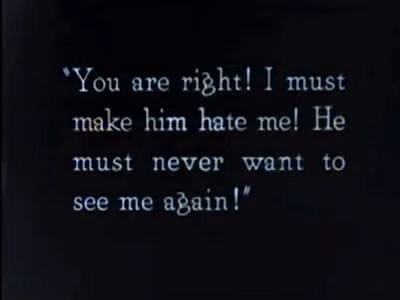 "You are right! I must
make him hate me! He
must never want to
see me again!"